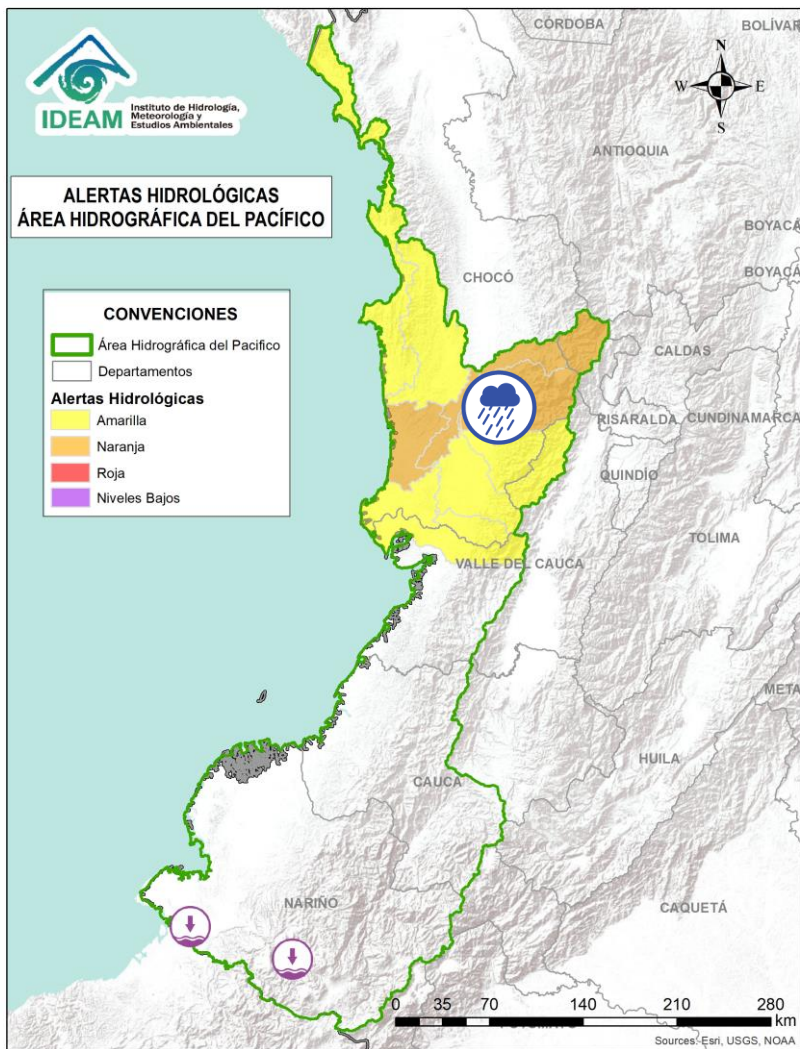 IDEAM
Instituto de Hidrología,
Meteorología y
Estudios Ambientales
ALERTAS HIDROLÓGICAS
ÁREA HIDROGRÁFICA DEL PACÍFICO
CONVENCIONES
Área Hidrográfica del Pacifico
Departamentos
Alertas Hidrológicas
Amarilla
Naranja
Roja
Niveles Bajos
N
W E
S
CÓRDOBA
BOLÍVAR
ANTIOQUIA
BOYACÁ
BOYACÁ
CHOCÓ
CALDAS
RISARALDA
CUNDINAMARCA
QUINDÍO
TOLIMA
VALLE DEL CAUCA
META
HUILA
CAUCA
NARIÑO
CAQUETÁ
0 35 70 140 210 280
km
Sources: Esri, USGS, NOAA